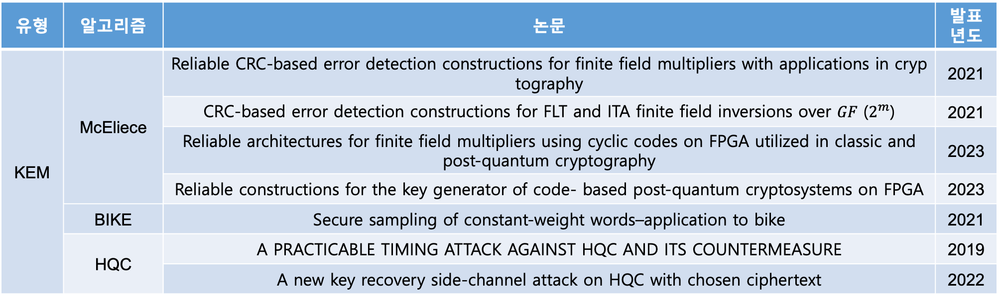 유형
알고리즘
논문
발표
년도
KEM
McEliece
Reliable CRC-based error detection constructions for finite field multipliers with applications in cryp
tography
2021
CRC-based error detection constructions for FLT and ITA finite field inversions over GF (2^m)
2021
Reliable architectures for finite field multipliers using cyclic codes on FPGA utilized in classic and
post-quantum cryptography
2023
Reliable constructions for the key generator of code- based post-quantum cryptosystems on FPGA
2023
BIKE
Secure sampling of constant-weight words–application to bike
2021
HQC
A PRACTICABLE TIMING ATTACK AGAINST HQC AND ITS COUNTERMEASURE
2019
A new key recovery side-channel attack on HQC with chosen ciphertext
2022